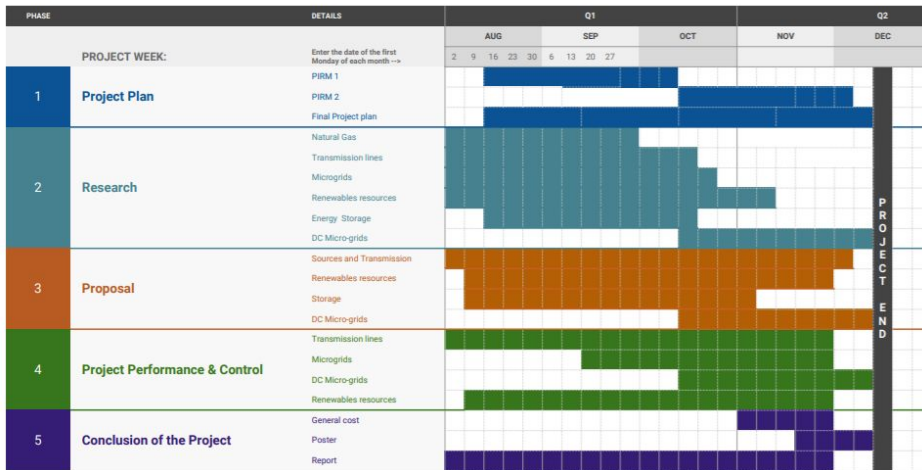 PHASE DETAILS Q1 Q2
AUG SEP OCT NOV DEC
PROJECT WEEK: Enter the date of the first
Monday of each month -->
2 9 16 23 30 6 13 20 27
1 Project Plan
PIRM 1
PIRM 2
Final Project plan
2 Research
Natural Gas
Transmission lines
Microgrids
Renewables resources
Energy Storage
DC Micro-grids
3 Proposal
Sources and Transmission
Renewables resources
Storage
DC Micro-grids
4 Project Performance & Control
Transmission lines
Microgrids
DC Micro-grids
Renewables resources
5 Conclusion of the Project
General cost
Poster
Report
PROJECT END